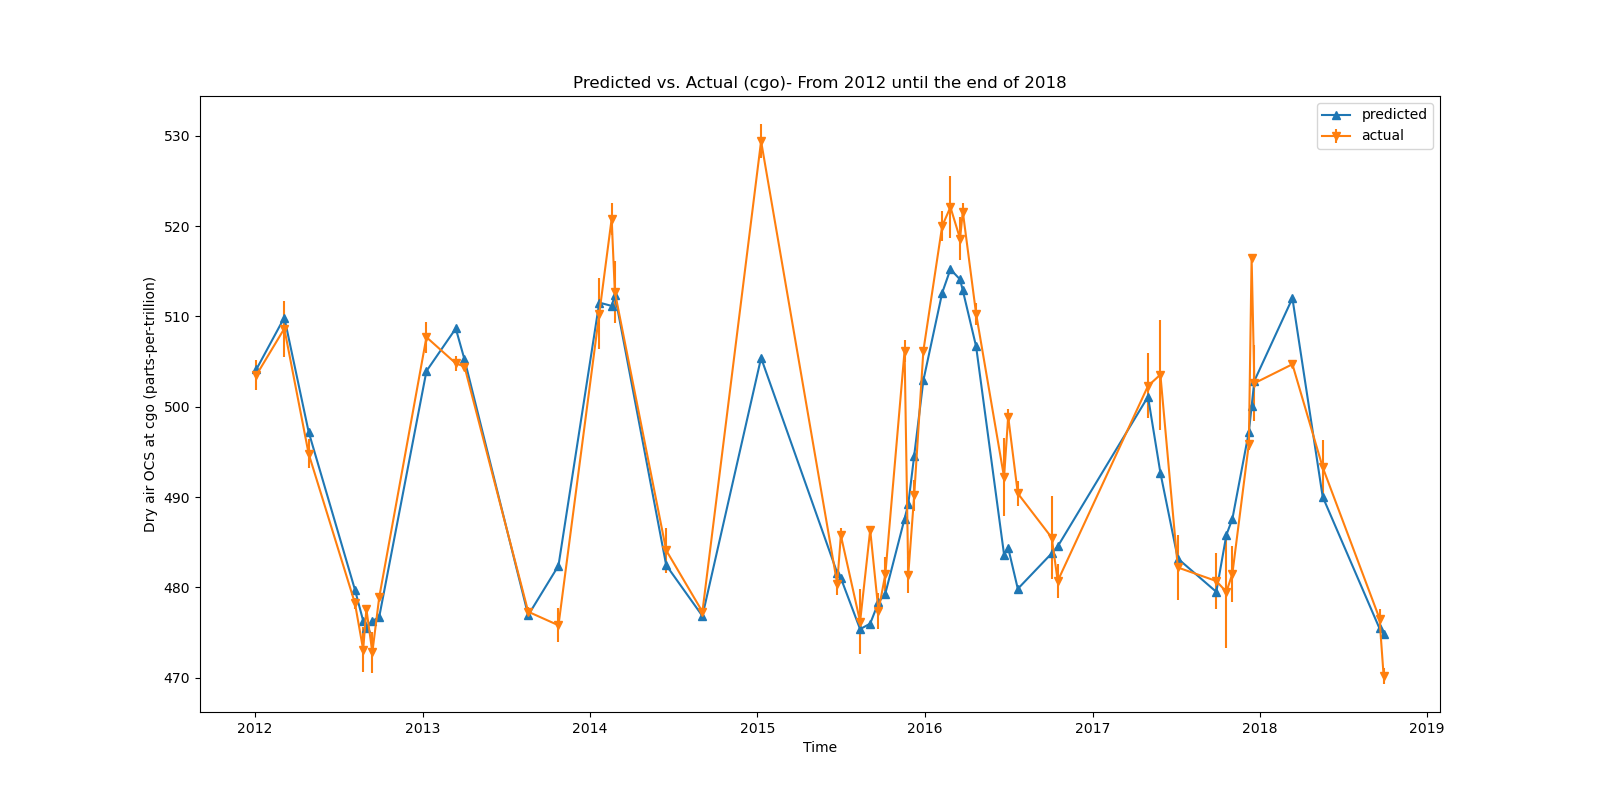 Predicted vs. Actual (cgo)- From 2012 until the end of 2018
predicted
actual
Dry air OCS at cgo (parts-per-trillion)
530
520
510
500
490
480
470
2012 2013 2014 2015 2016 2017 2018 2019
Time